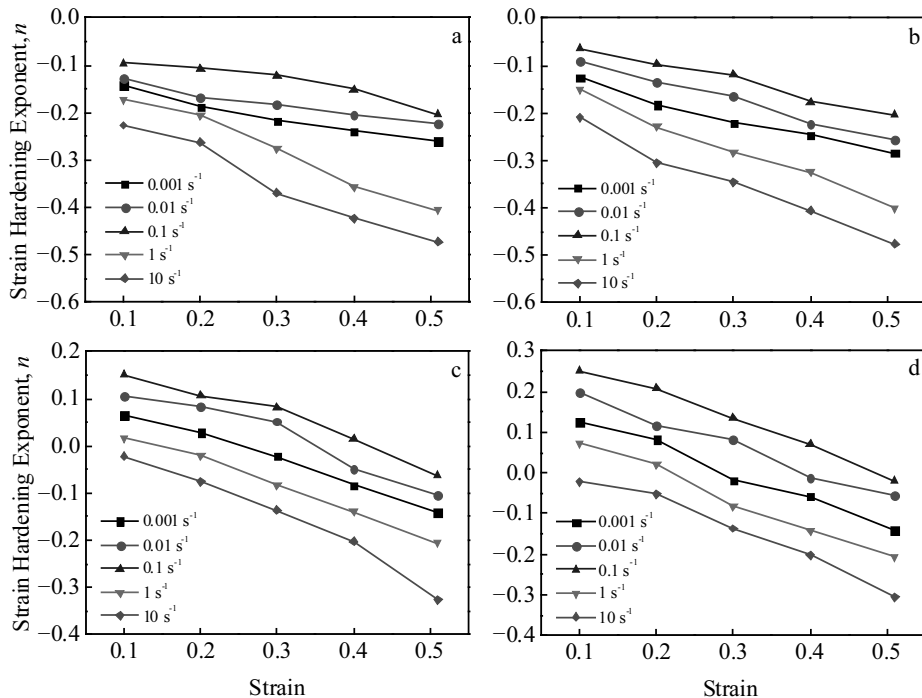 0.0
−0.1
−0.2
−0.3
−0.4
−0.5
−0.6
Strain Hardening Exponent, n
a
0.001 s⁻¹
0.01 s⁻¹
0.1 s⁻¹
1 s⁻¹
10 s⁻¹
0.1 0.2 0.3 0.4 0.5
0.0
−0.1
−0.2
−0.3
−0.4
−0.5
−0.6
b
0.001 s⁻¹
0.01 s⁻¹
0.1 s⁻¹
1 s⁻¹
10 s⁻¹
0.1 0.2 0.3 0.4 0.5
0.2
0.1
0.0
−0.1
−0.2
−0.3
−0.4
Strain Hardening Exponent, n
c
0.001 s⁻¹
0.01 s⁻¹
0.1 s⁻¹
1 s⁻¹
10 s⁻¹
0.1 0.2 0.3 0.4 0.5
Strain
0.3
0.2
0.1
0.0
−0.1
−0.2
−0.3
−0.4
d
0.001 s⁻¹
0.01 s⁻¹
0.1 s⁻¹
1 s⁻¹
10 s⁻¹
0.1 0.2 0.3 0.4 0.5
Strain